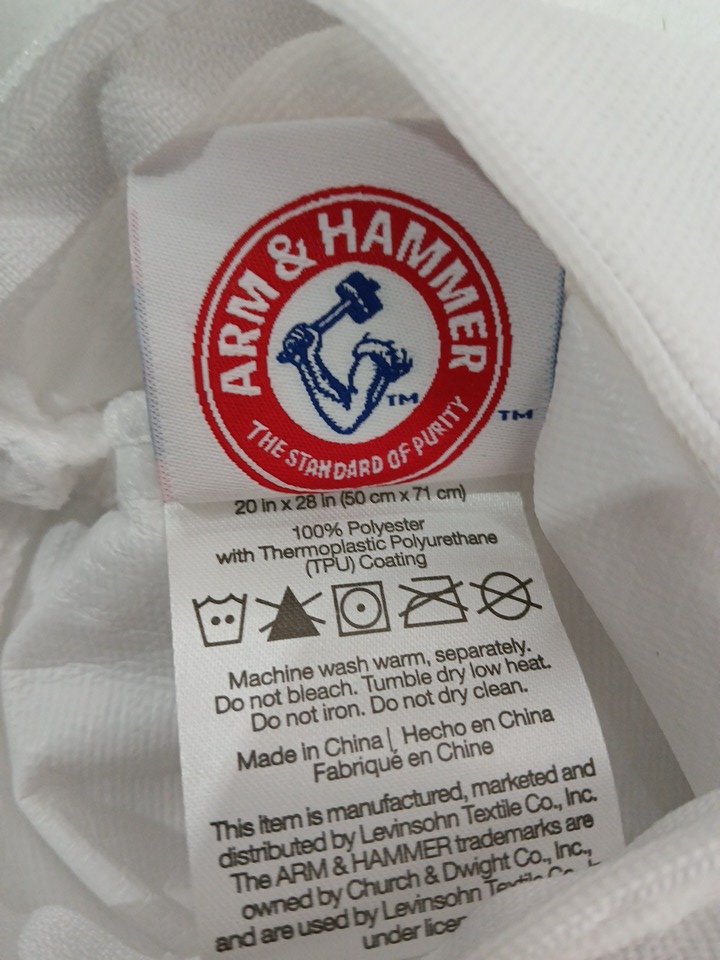 ARM & HAMMER
TM
THE STANDARD OF PURITY
TM
20 in x 28 in (50 cm x 71 cm)
100% Polyester
with Thermoplastic Polyurethane
(TPU) Coating
Machine wash warm, separately.
Do not bleach. Tumble dry low heat.
Do not iron. Do not dry clean.
Made in China | Hecho en China
Fabriqué en Chine
This item is manufactured, marketed and
distributed by Levinsohn Textile Co., Inc.
The ARM & HAMMER trademarks are
owned by Church & Dwight Co., Inc.,
and are used by Levinsohn Textile Co.
under